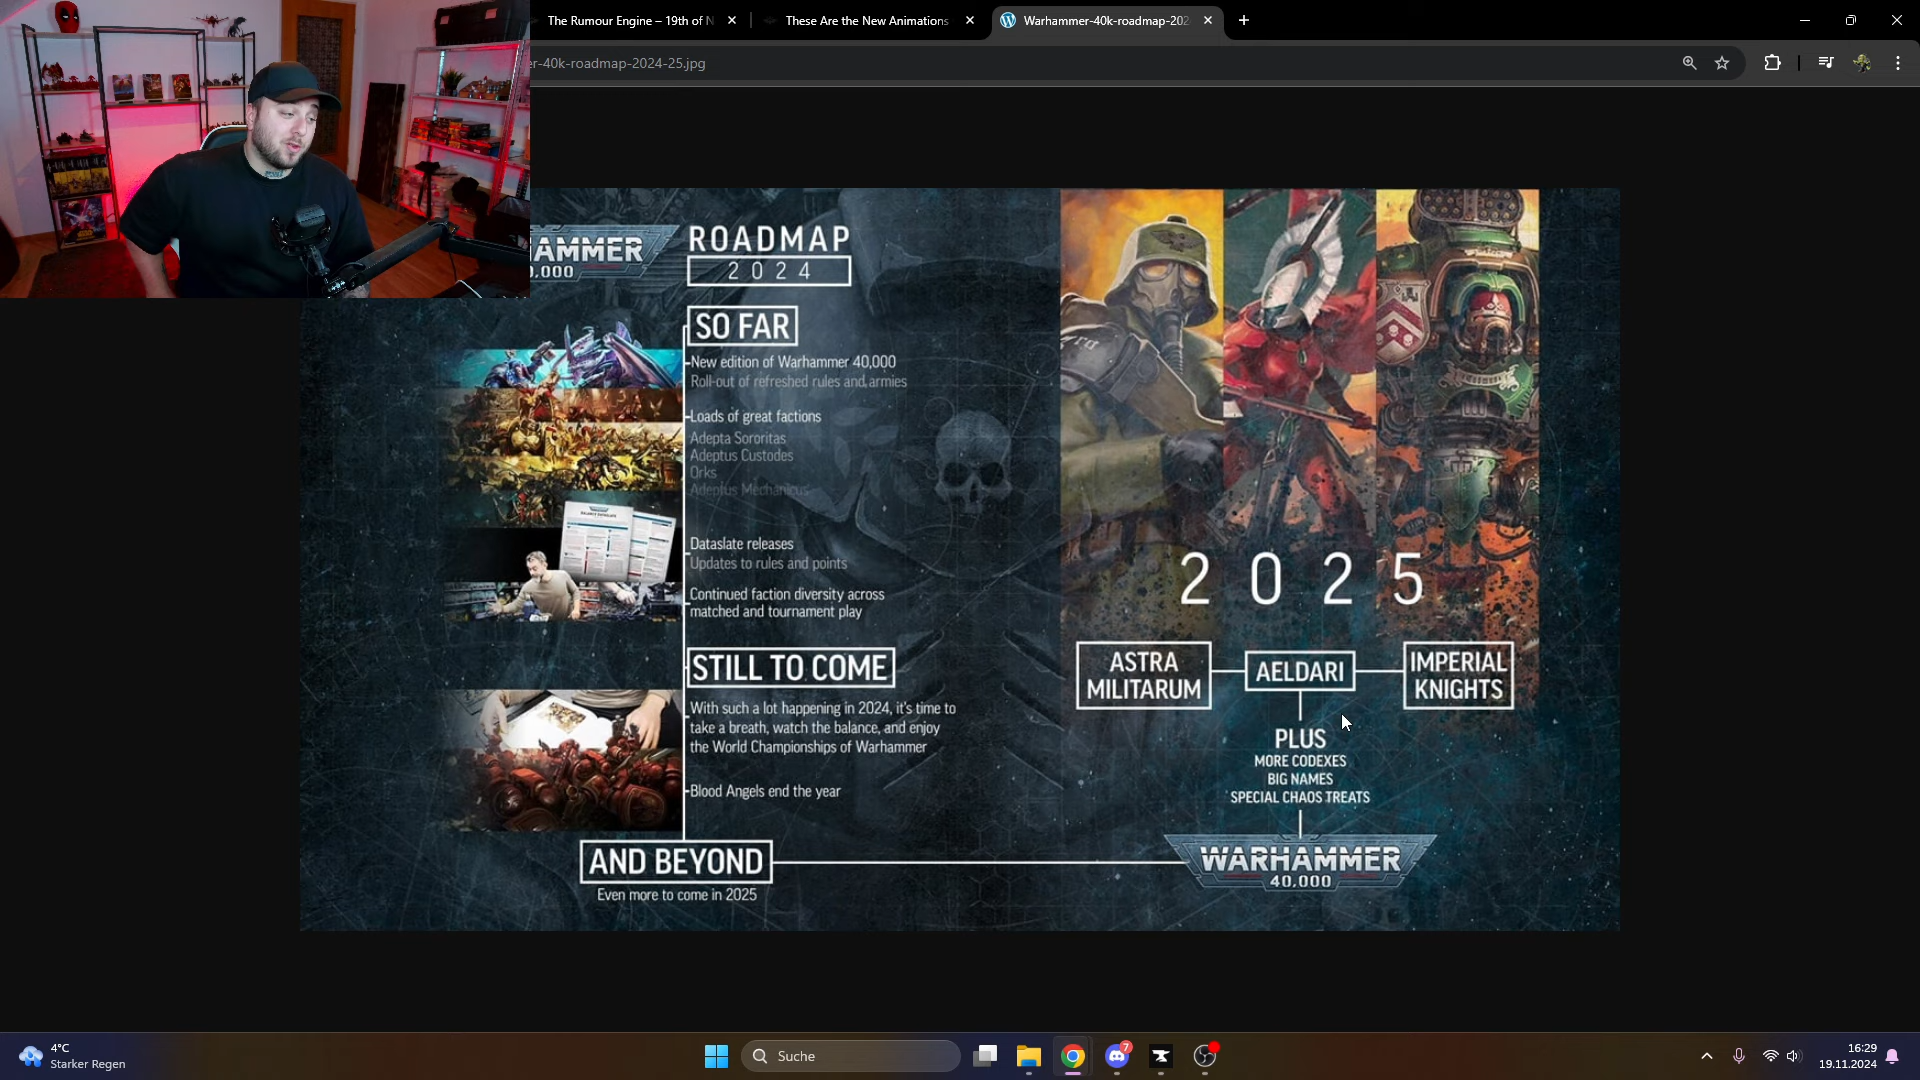 The Rumour Engine – 19th of N
These Are the New Animations
Warhammer-40k-roadmap-202
r-40k-roadmap-2024-25.jpg
AMMER
0,000
ROADMAP
2024
SO FAR
New edition of Warhammer 40,000
Roll-out of refreshed rules and armies
Loads of great factions
Adepta Sororitas
Adeptus Custodes
Orks
Adeptus Mechanicus
Dataslate releases
Updates to rules and points
Continued faction diversity across
matched and tournament play
STILL TO COME
With such a lot happening in 2024, it's time to
take a breath, watch the balance, and enjoy
the World Championships of Warhammer
Blood Angels end the year
AND BEYOND
Even more to come in 2025
2025
ASTRA
MILITARUM
AELDARI
IMPERIAL
KNIGHTS
PLUS
MORE CODEXES
BIG NAMES
SPECIAL CHAOS TREATS
WARHAMMER
40,000
4°C
Starker Regen
Suche
7
16:29
19.11.2024